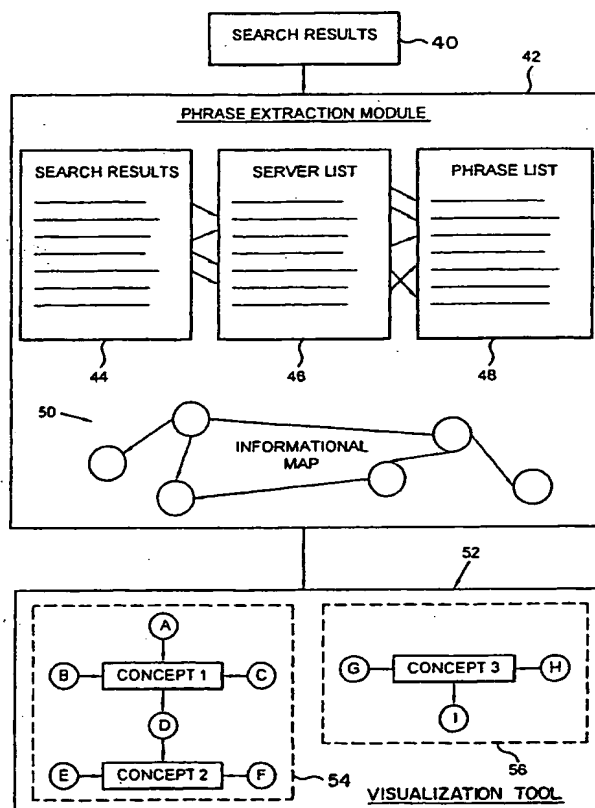 SEARCH RESULTS
40
42
PHRASE EXTRACTION MODULE
SEARCH RESULTS
SERVER LIST
PHRASE LIST
44
46
48
50
INFORMATIONAL
MAP
52
A
B
CONCEPT 1
C
D
E
CONCEPT 2
F
54
G
CONCEPT 3
H
I
56
VISUALIZATION TOOL